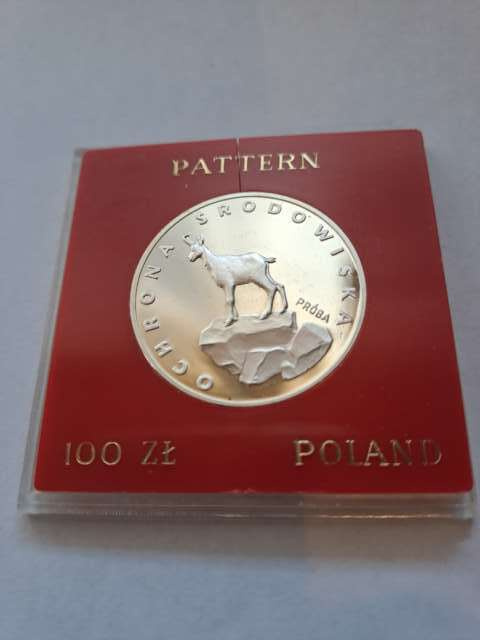 PATTERN
OCHRONA ŚRODOWISKA
PRÓBA
100 ZŁ
POLAND